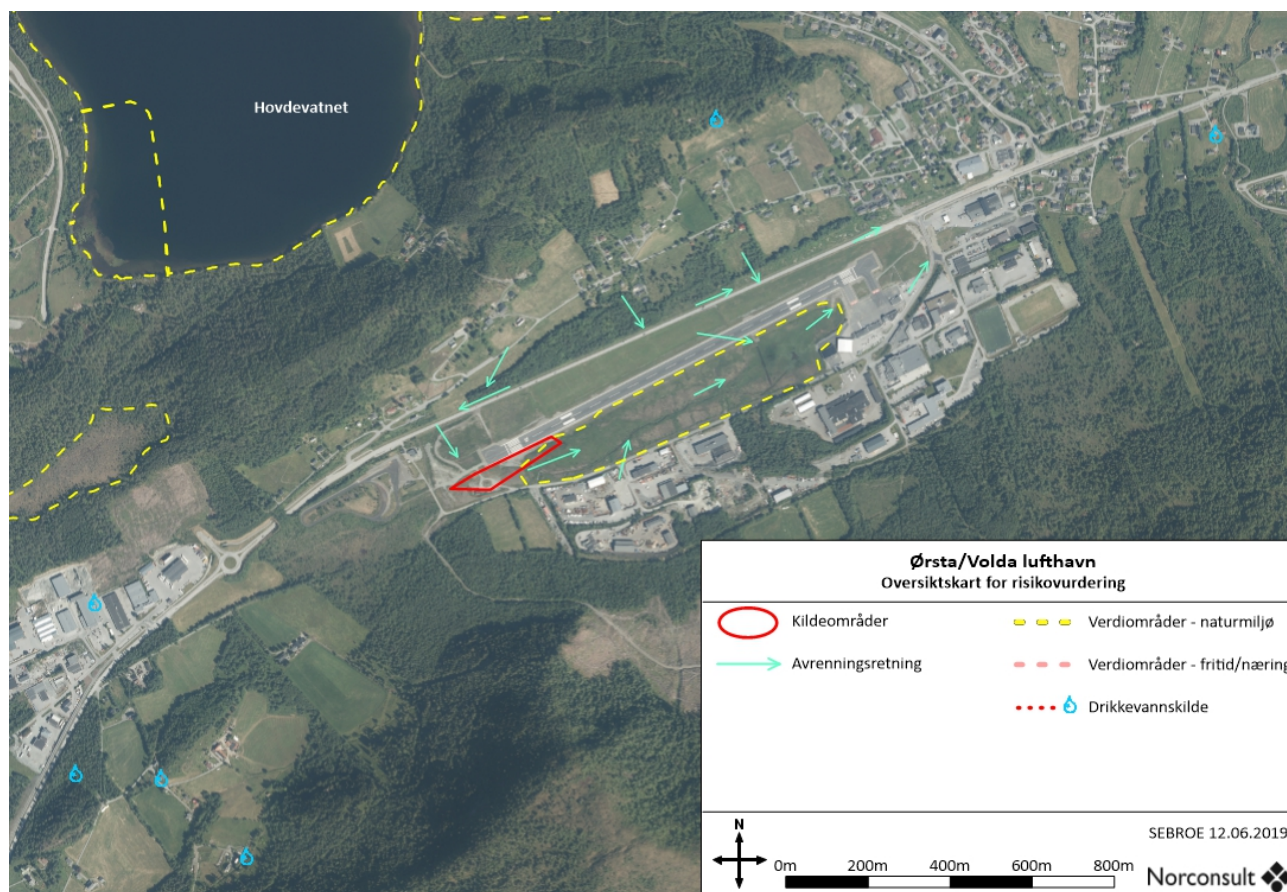 Hovdevatnet
Ørsta/Volda lufthavn
Oversiktskart for risikovurdering
Kildeområder
Verdiområder - naturmiljø
Avrenningsretning
Verdiområder - fritid/næring
Drikkevannskilde
N
SEBROE 12.06.2019
0m 200m 400m 600m 800m
Norconsult